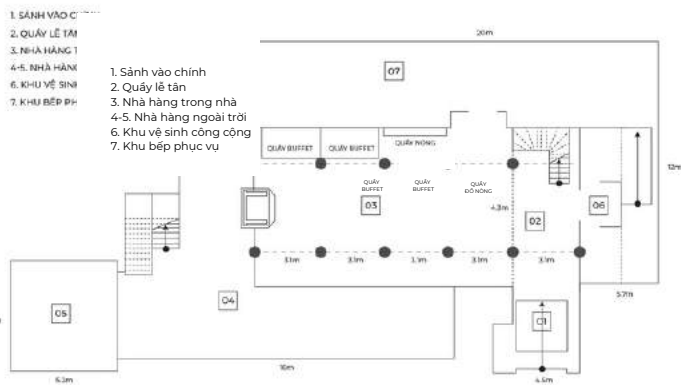 1. SẢNH VÀO
2. QUẦY LỄ TÂN
3. NHÀ HÀNG
4-5. NHÀ HÀNG
6. KHU VỆ SINH
7. KHU BẾP
1. Sảnh vào chính
2. Quầy lễ tân
3. Nhà hàng trong nhà
4-5. Nhà hàng ngoài trời
6. Khu vệ sinh công cộng
7. Khu bếp phục vụ
20m
07
QUẦY BUFFET
QUẦY BUFFET
QUẦY NÓNG
12m
QUẦY
BUFFET
QUẦY
BUFFET
QUẦY
ĐỒ NÓNG
03
4.3m
02
06
3.1m
3.1m
3.1m
3.1m
3.1m
04
5.7m
05
01
16m
4.5m